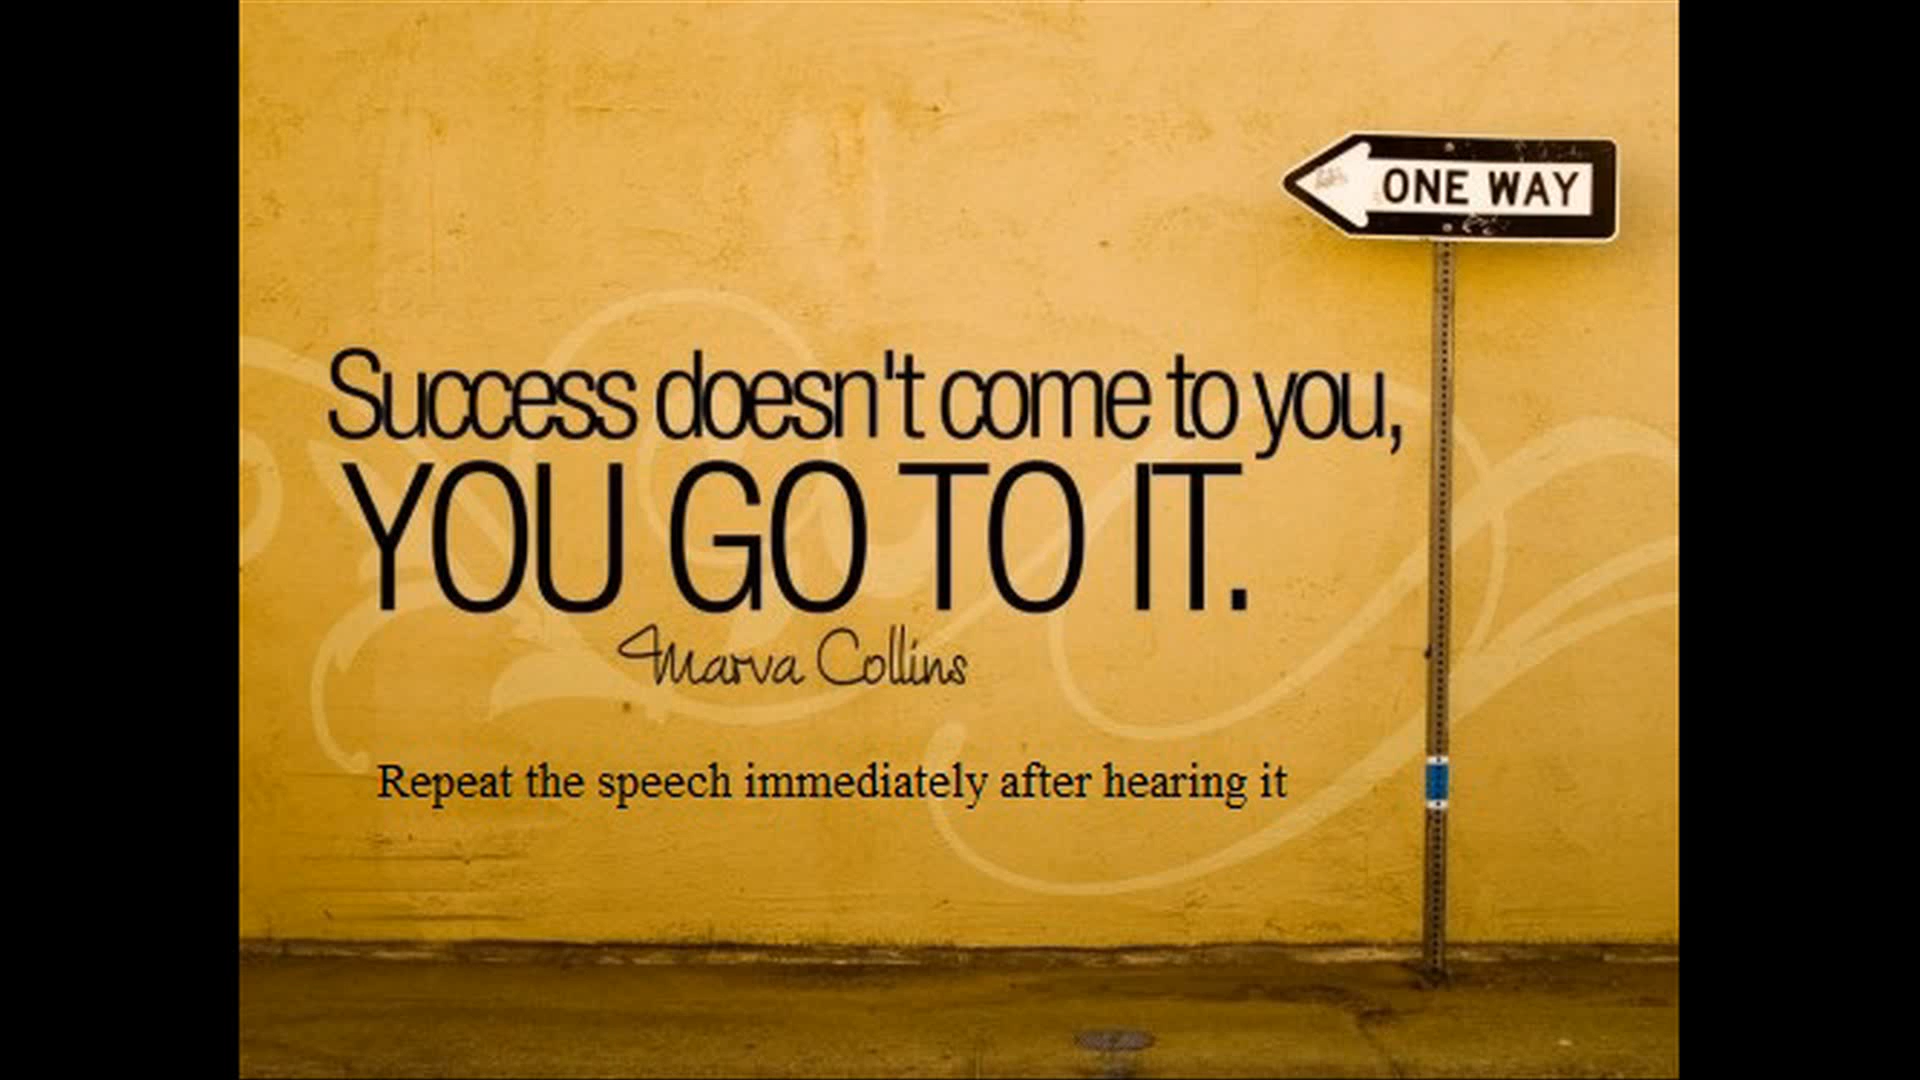 ONE WAY
Success doesn't come to you,
YOU GO TO IT.
Marva Collins
Repeat the speech immediately after hearing it